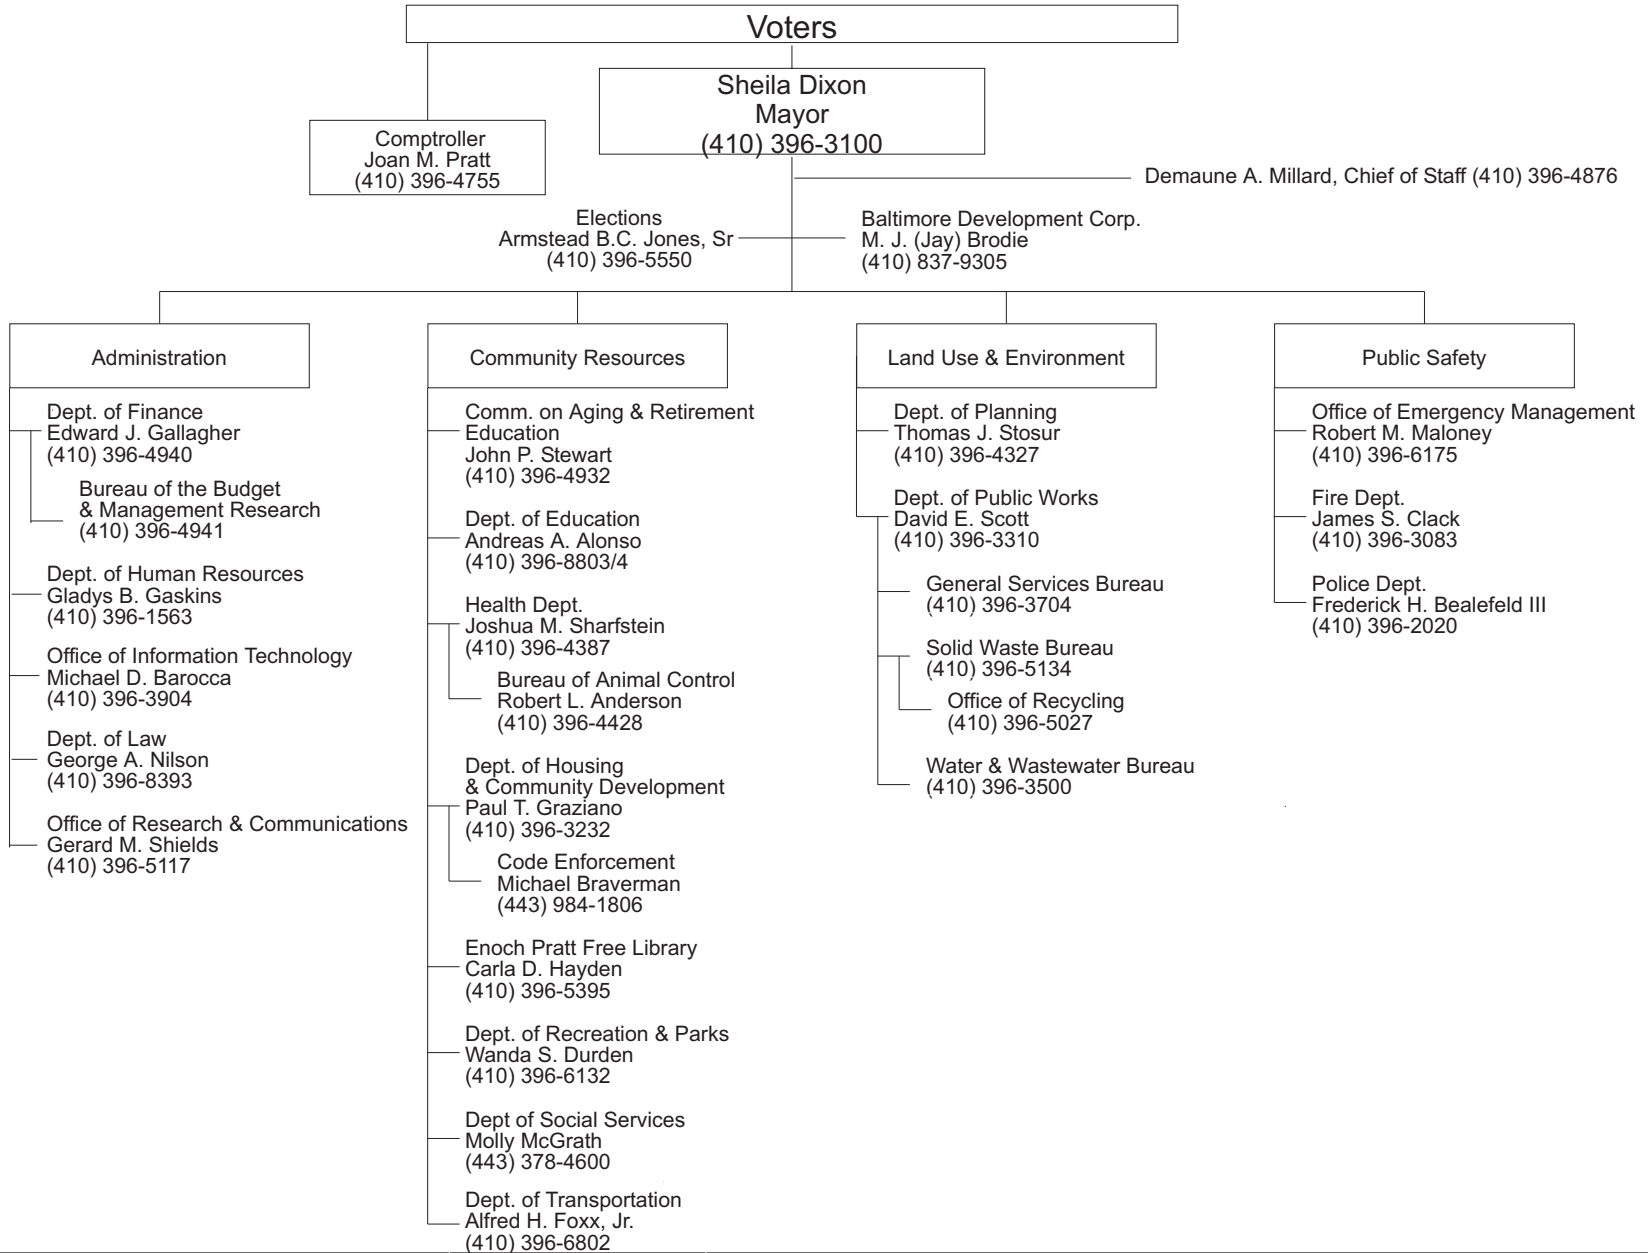 Voters
Sheila Dixon
Mayor
(410) 396-3100
Comptroller
Joan M. Pratt
(410) 396-4755
Demaune A. Millard, Chief of Staff (410) 396-4876
Elections
Armstead B.C. Jones, Sr
(410) 396-5550
Baltimore Development Corp.
M. J. (Jay) Brodie
(410) 837-9305
Administration
Dept. of Finance
Edward J. Gallagher
(410) 396-4940
Bureau of the Budget
& Management Research
(410) 396-4941
Dept. of Human Resources
Gladys B. Gaskins
(410) 396-1563
Office of Information Technology
Michael D. Barocca
(410) 396-3904
Dept. of Law
George A. Nilson
(410) 396-8393
Office of Research & Communications
Gerard M. Shields
(410) 396-5117
Community Resources
Comm. on Aging & Retirement
Education
John P. Stewart
(410) 396-4932
Dept. of Education
Andreas A. Alonso
(410) 396-8803/4
Health Dept.
Joshua M. Sharfstein
(410) 396-4387
Bureau of Animal Control
Robert L. Anderson
(410) 396-4428
Dept. of Housing
& Community Development
Paul T. Graziano
(410) 396-3232
Code Enforcement
Michael Braverman
(443) 984-1806
Enoch Pratt Free Library
Carla D. Hayden
(410) 396-5395
Dept. of Recreation & Parks
Wanda S. Durden
(410) 396-6132
Dept of Social Services
Molly McGrath
(443) 378-4600
Dept. of Transportation
Alfred H. Foxx, Jr.
(410) 396-6802
Land Use & Environment
Dept. of Planning
Thomas J. Stosur
(410) 396-4327
Dept. of Public Works
David E. Scott
(410) 396-3310
General Services Bureau
(410) 396-3704
Solid Waste Bureau
(410) 396-5134
Office of Recycling
(410) 396-5027
Water & Wastewater Bureau
(410) 396-3500
Public Safety
Office of Emergency Management
Robert M. Maloney
(410) 396-6175
Fire Dept.
James S. Clack
(410) 396-3083
Police Dept.
Frederick H. Bealefeld III
(410) 396-2020